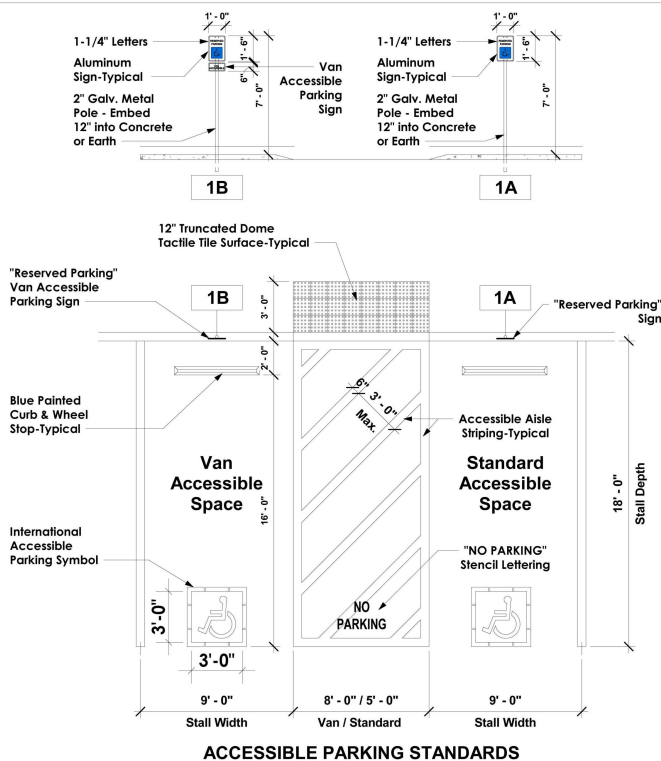 1' - 0"
1-1/4" Letters
RESERVED
PARKING
Aluminum
Sign-Typical
1' - 6"
6"
7' - 0"
Van
Accessible
Parking
Sign
2" Galv. Metal
Pole - Embed
12" into Concrete
or Earth
1B
1' - 0"
1-1/4" Letters
RESERVED
PARKING
Aluminum
Sign-Typical
1' - 6"
7' - 0"
2" Galv. Metal
Pole - Embed
12" into Concrete
or Earth
1A
12" Truncated Dome
Tactile Tile Surface-Typical
"Reserved Parking"
Van Accessible
Parking Sign
1B
3' - 0"
1A
"Reserved Parking"
Sign
2' - 0"
Blue Painted
Curb & Wheel
Stop-Typical
6"
3' - 0"
Max.
Accessible Aisle
Striping-Typical
Van
Accessible
Space
16' - 0"
Standard
Accessible
Space
18' - 0"
Stall Depth
International
Accessible
Parking Symbol
"NO PARKING"
Stencil Lettering
NO
PARKING
3'-0"
3'-0"
9' - 0"
Stall Width
8' - 0" / 5' - 0"
Van / Standard
9' - 0"
Stall Width
ACCESSIBLE PARKING STANDARDS